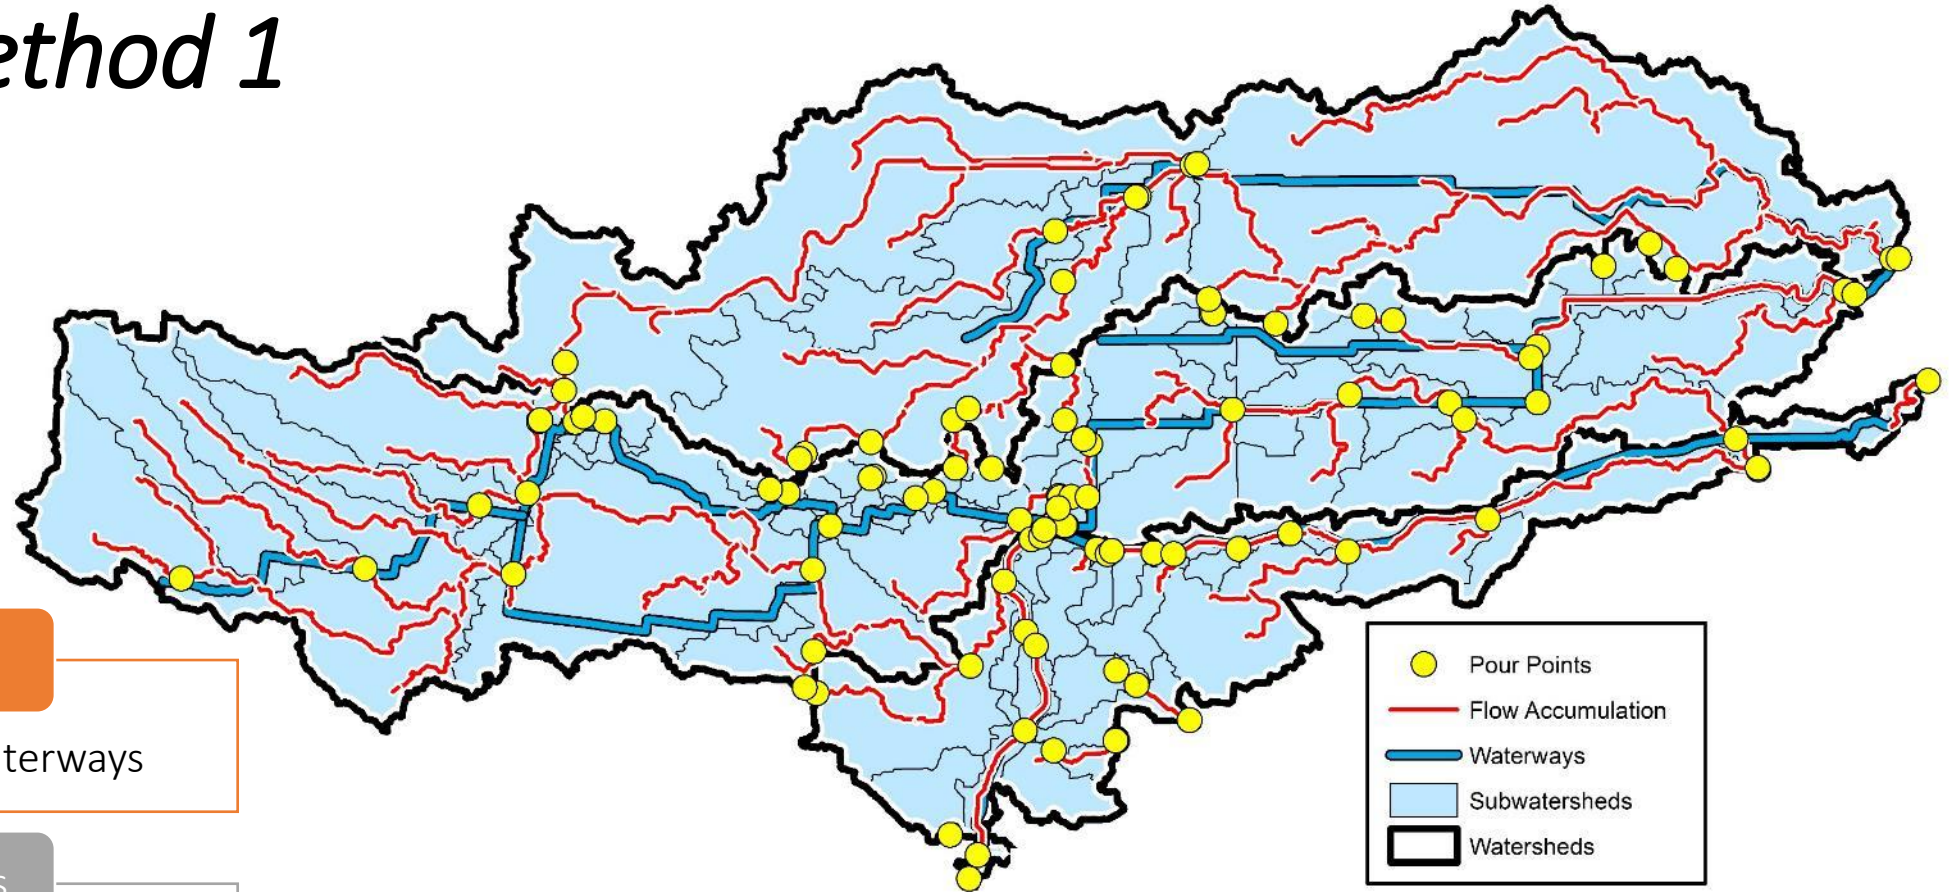 ethod 1
terways
s
Pour Points
Flow Accumulation
Waterways
Subwatersheds
Watersheds